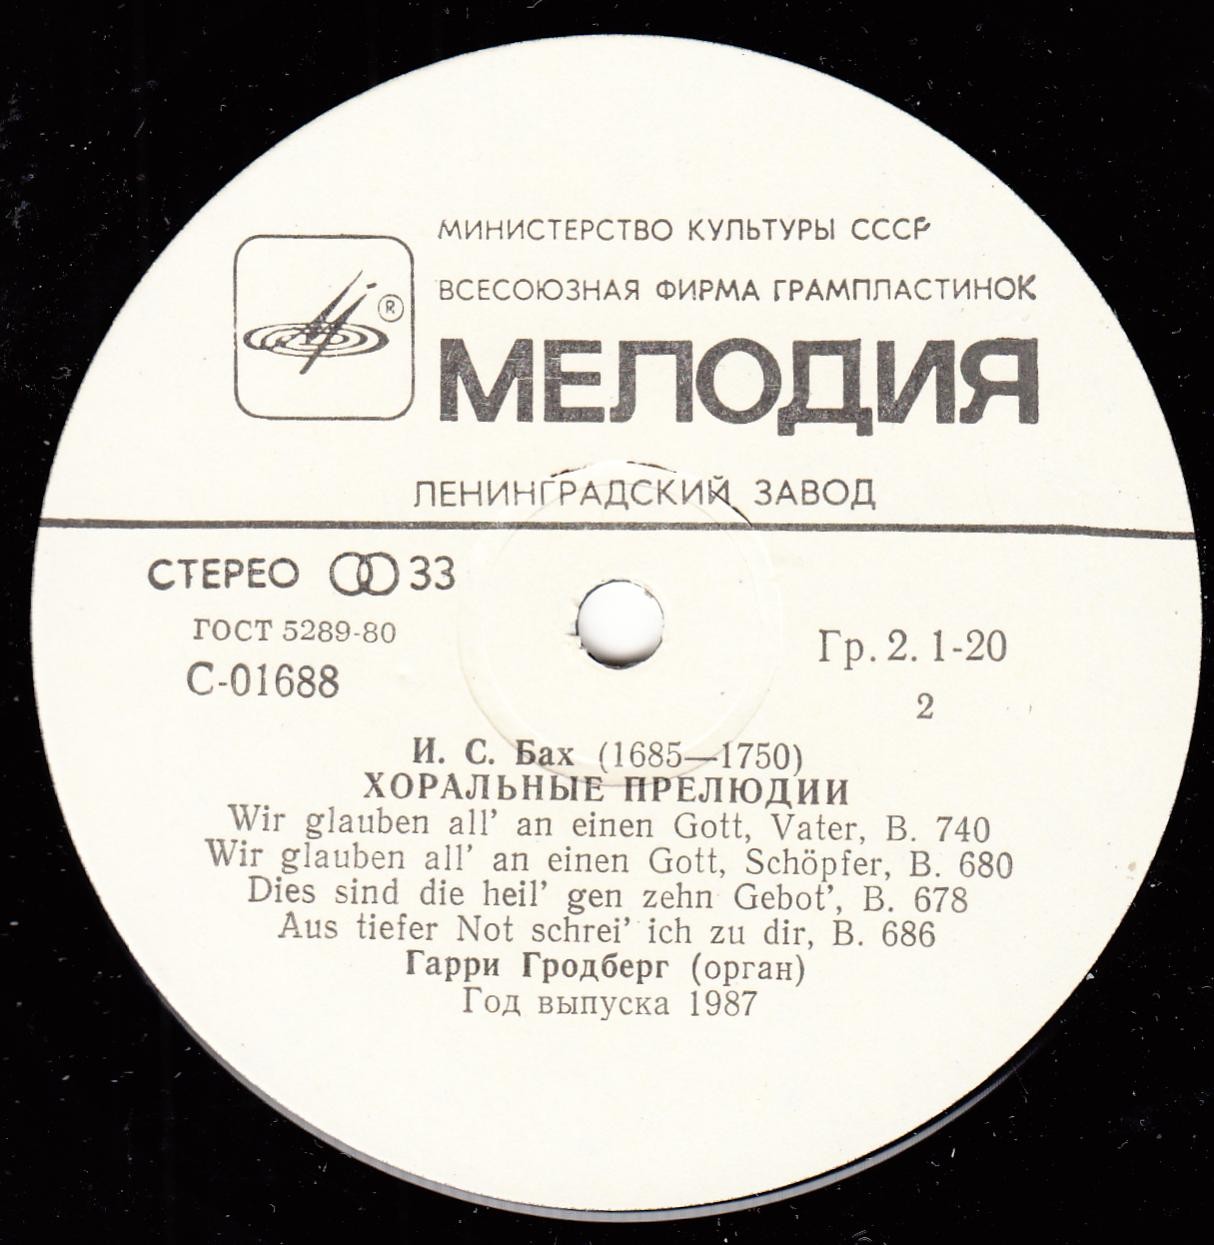 МИНИСТЕРСТВО КУЛЬТУРЫ СССР
ВСЕСОЮЗНАЯ ФИРМА ГРАМПЛАСТИНОК
®
МЕЛОДИЯ
ЛЕНИНГРАДСКИЙ ЗАВОД
СТЕРЕО 33
ГОСТ 5289-80
С-01688
Гр. 2. 1-20
2
И. С. Бах (1685—1750)
ХОРАЛЬНЫЕ ПРЕЛЮДИИ
Wir glauben all’ an einen Gott, Vater, B. 740
Wir glauben all’ an einen Gott, Schöpfer, B. 680
Dies sind die heil’ gen zehn Gebot’, B. 678
Aus tiefer Not schrei’ ich zu dir, B. 686
Гарри Гродберг (орган)
Год выпуска 1987